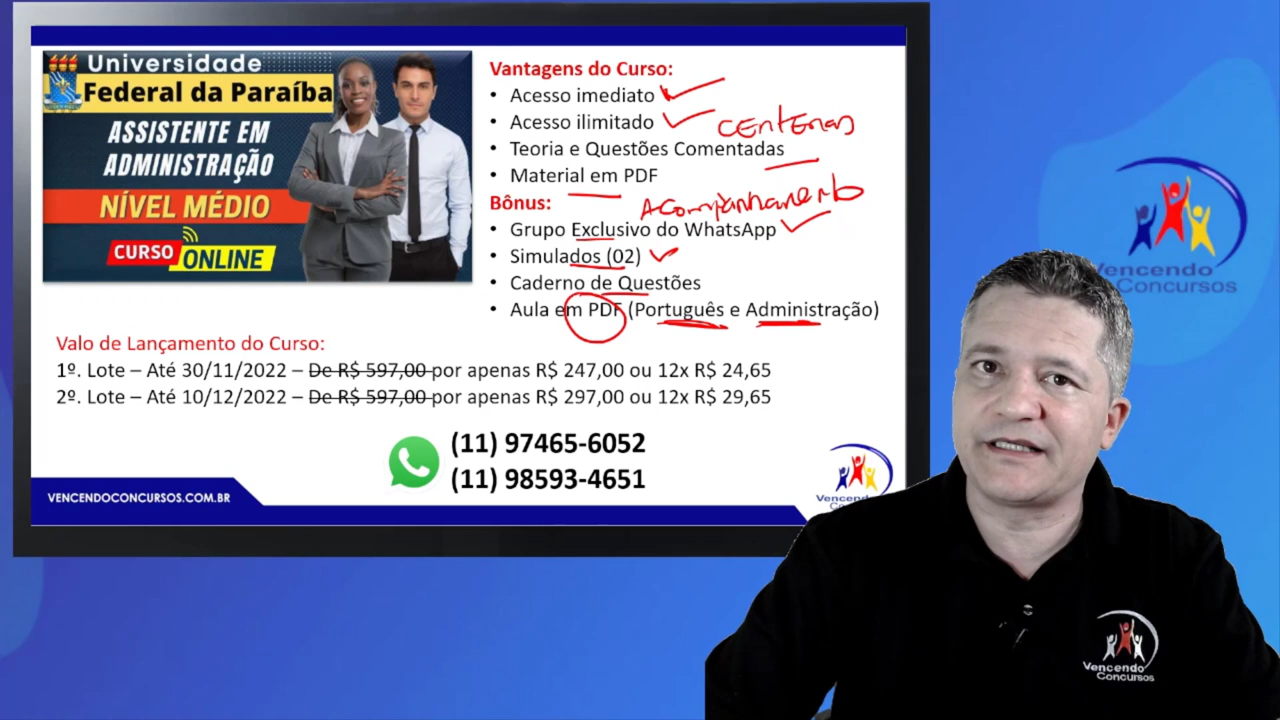 Universidade
Federal da Paraíba
ASSISTENTE EM
ADMINISTRAÇÃO
NÍVEL MÉDIO
CURSO
ONLINE
Vantagens do Curso:
• Acesso imediato
• Acesso ilimitado
CENTENAS
• Teoria e Questões Comentadas
• Material em PDF
Bônus:
Acompanhamento
• Grupo Exclusivo do WhatsApp
• Simulados (02)
• Caderno de Questões
• Aula em PDF (Português e Administração)
Valo de Lançamento do Curso:
1º. Lote – Até 30/11/2022 – De R$ 597,00 por apenas R$ 247,00 ou 12x R$ 24,65
2º. Lote – Até 10/12/2022 – De R$ 597,00 por apenas R$ 297,00 ou 12x R$ 29,65
(11) 97465-6052
(11) 98593-4651
VENCENDOCONCURSOS.COM.BR
Vencendo
Vencendo
Concursos
Vencendo
Concursos